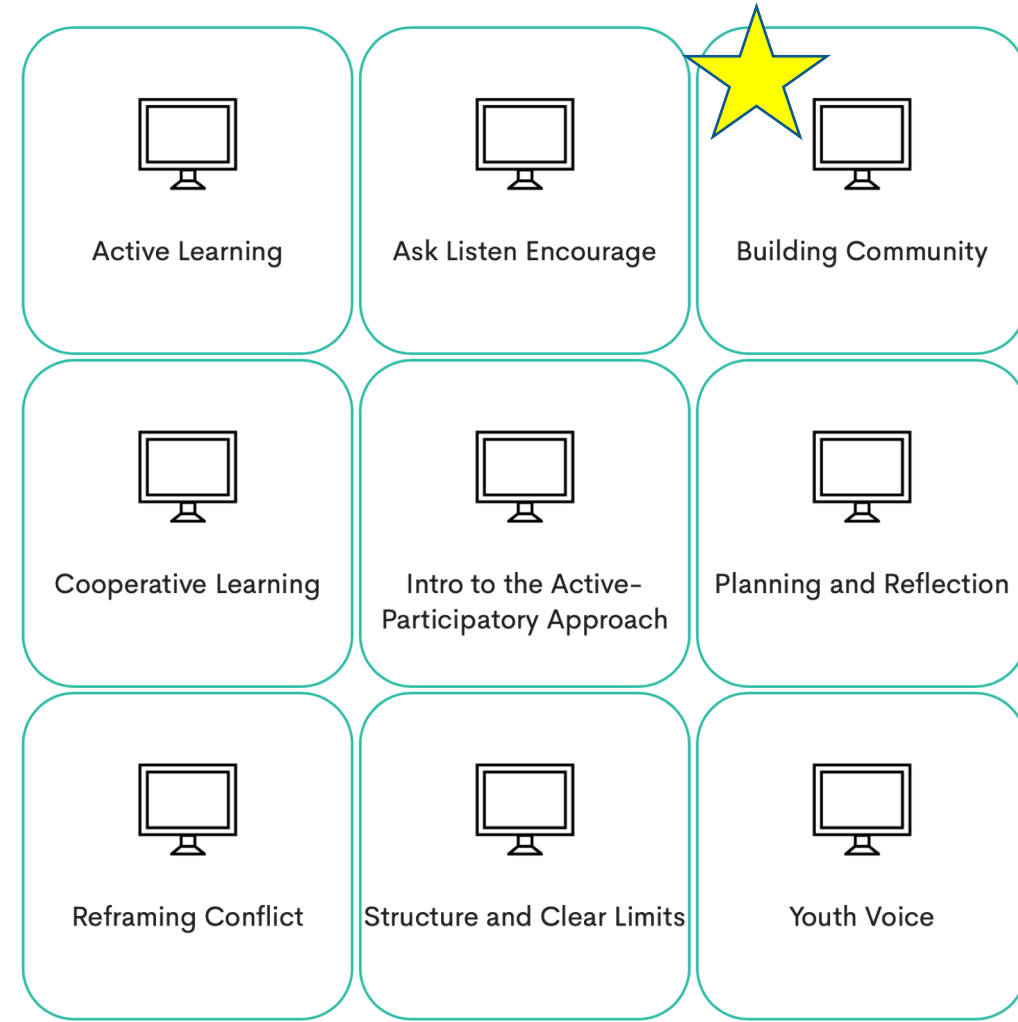 Active Learning
Ask Listen Encourage
Building Community
Cooperative Learning
Intro to the Active-
Participatory Approach
Planning and Reflection
Reframing Conflict
Structure and Clear Limits
Youth Voice